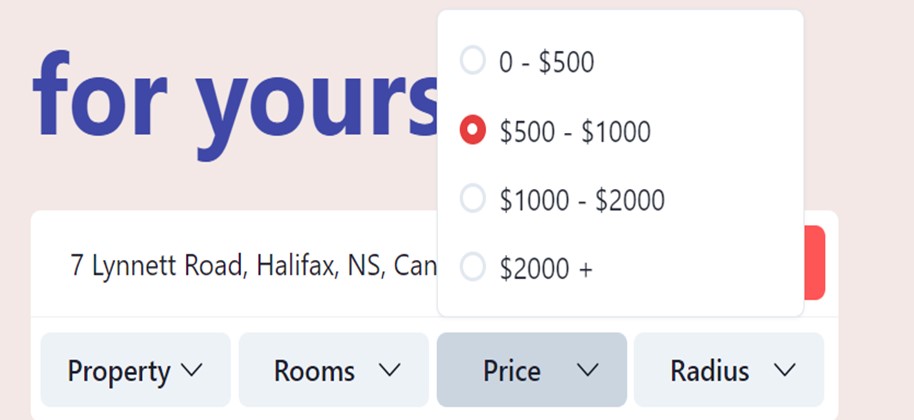 for yours
0 - $500
$500 - $1000
$1000 - $2000
$2000 +
7 Lynnett Road, Halifax, NS, Can
Property
Rooms
Price
Radius